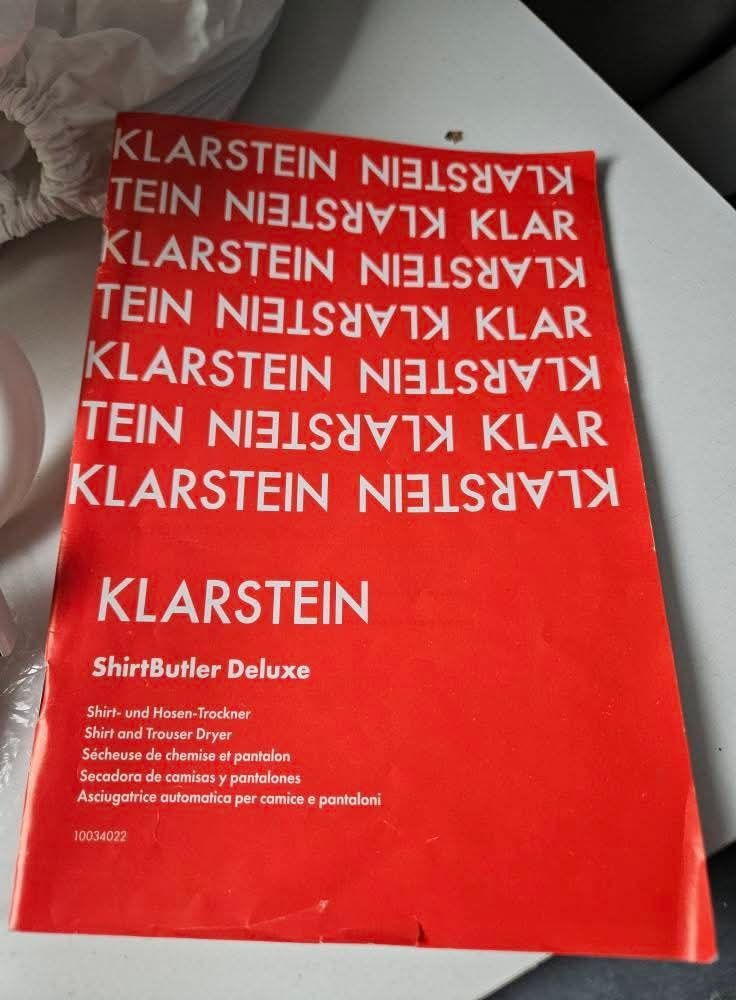 KLARSTEIN KLARSTEIN
TEIN KLARSTEIN KLAR
KLARSTEIN KLARSTEIN
TEIN KLARSTEIN KLAR
KLARSTEIN KLARSTEIN
TEIN KLARSTEIN KLAR
KLARSTEIN KLARSTEIN
KLARSTEIN
ShirtButler Deluxe
Shirt- und Hosen-Trockner
Shirt and Trouser Dryer
Sécheuse de chemise et pantalon
Secadora de camisas y pantalones
Asciugatrice automatica per camice e pantaloni
10034022